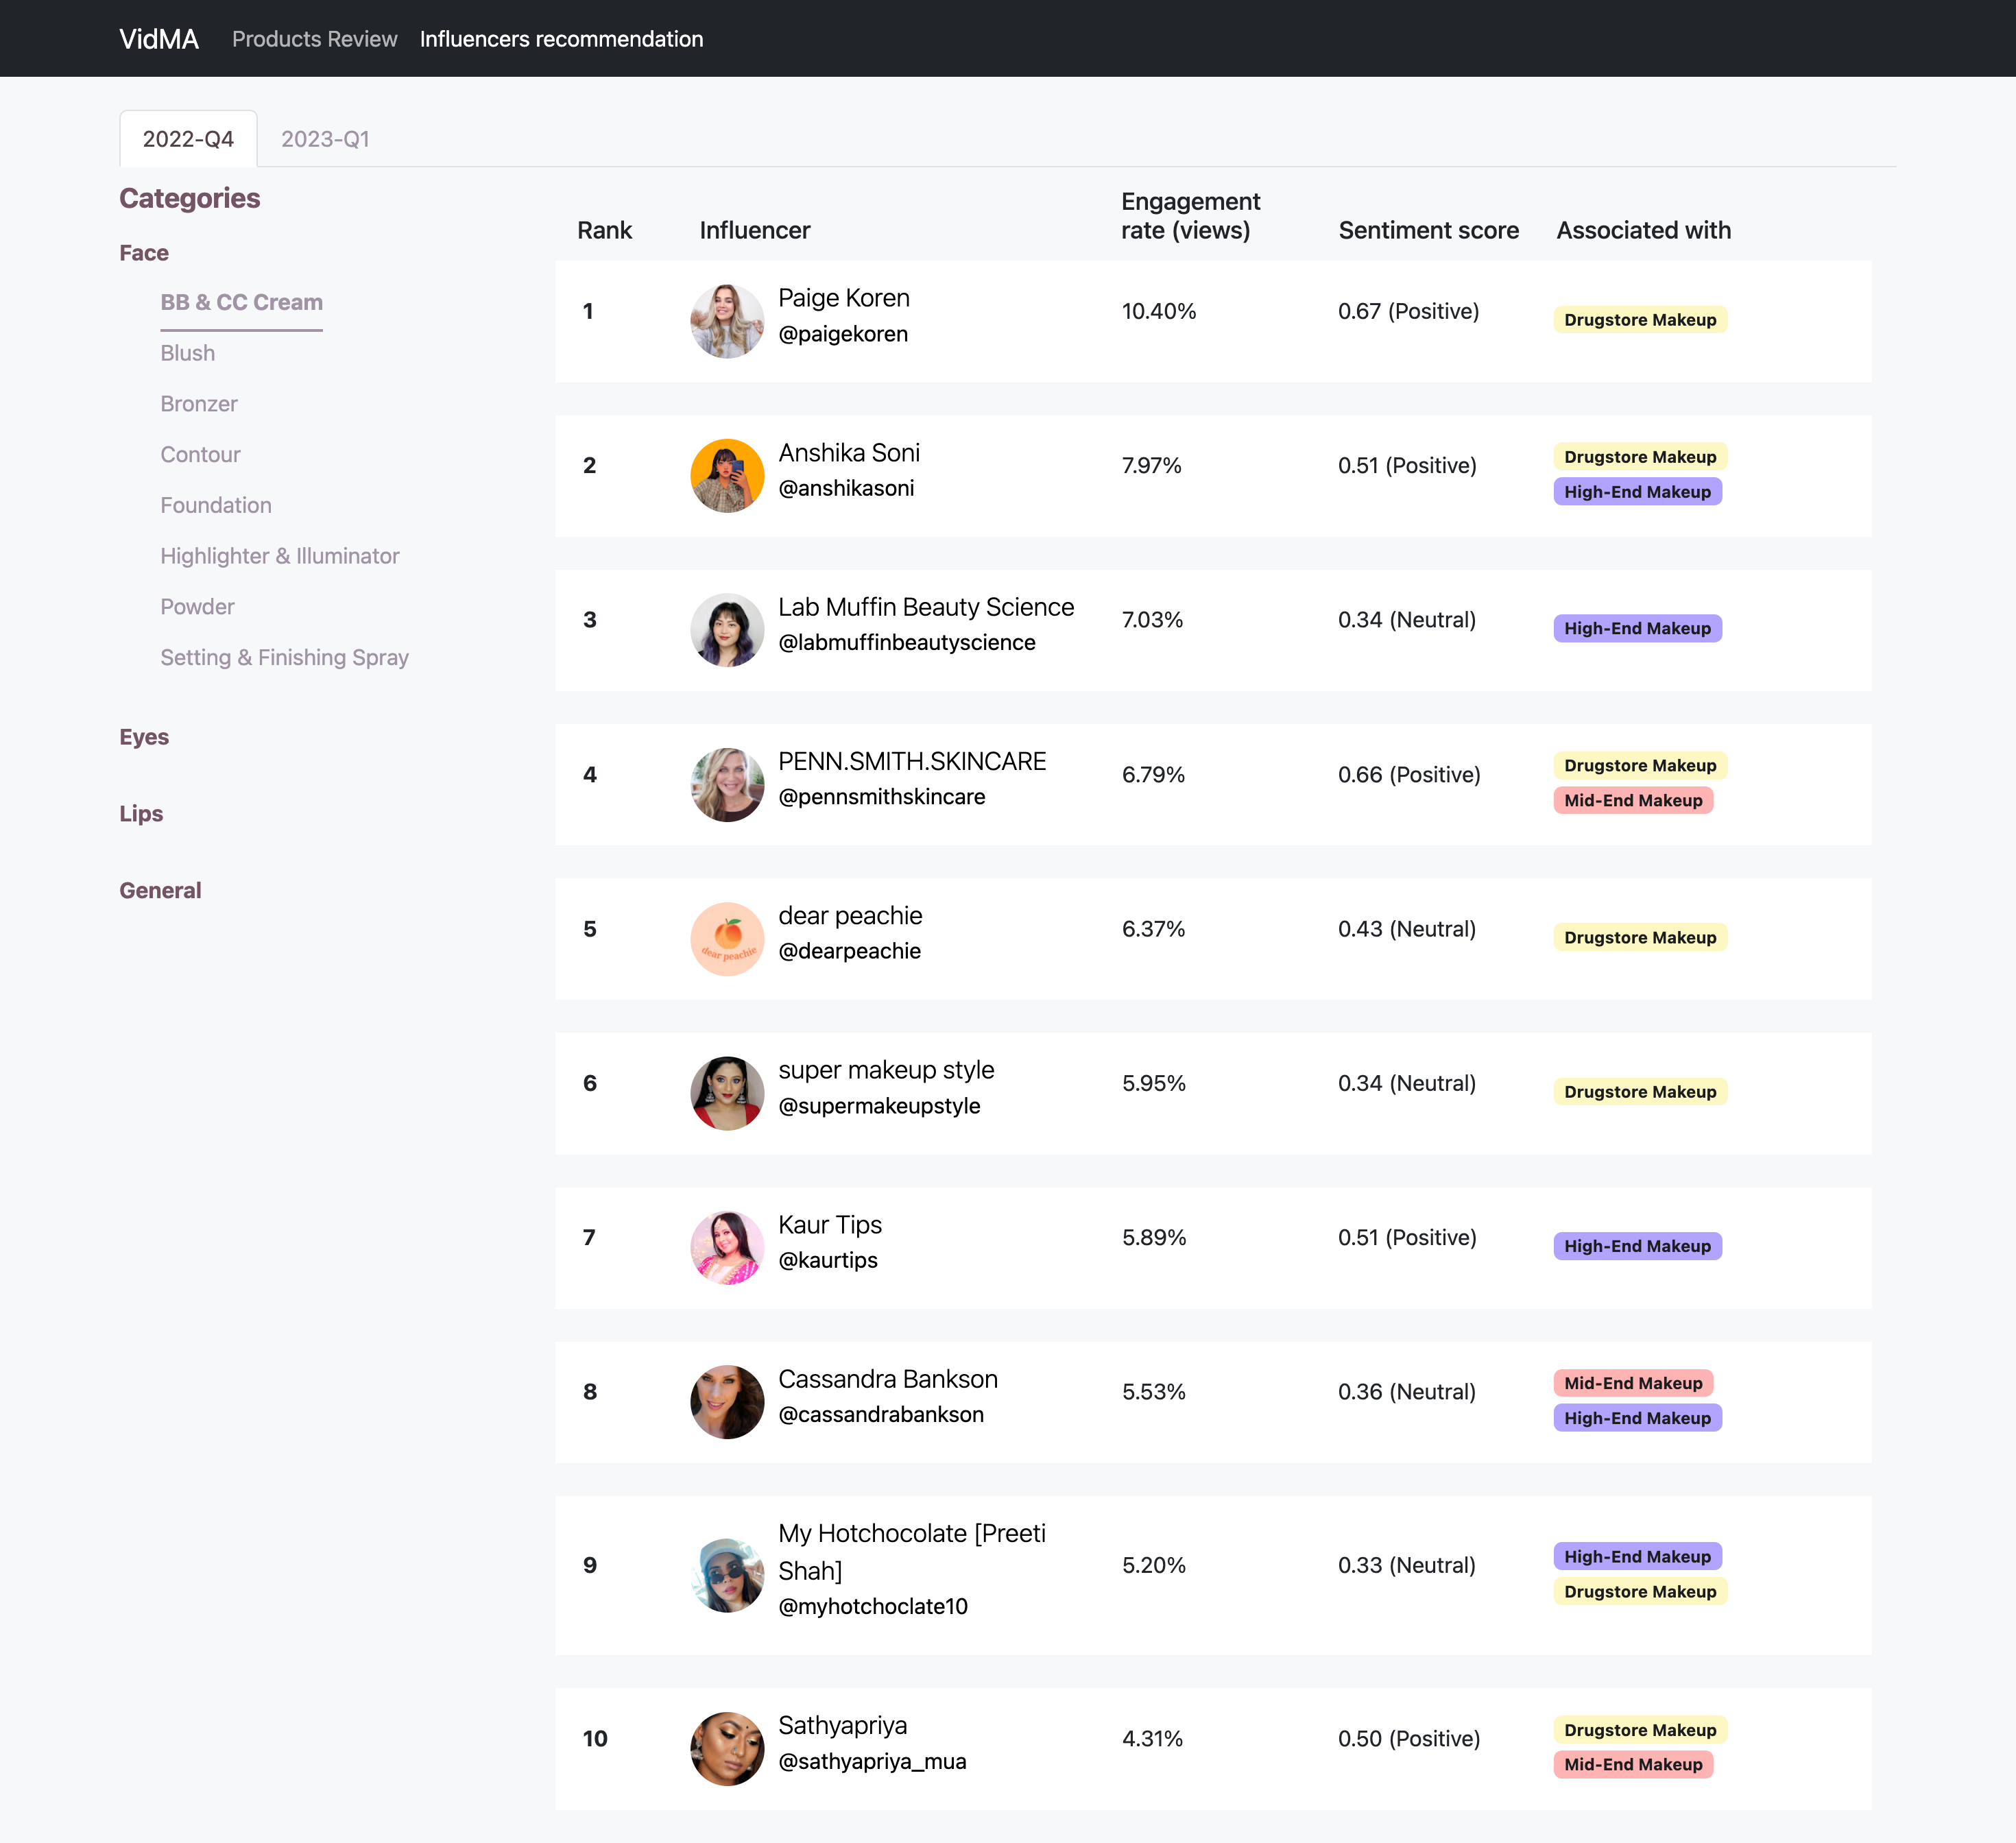 VidMA Products Review Influencers recommendation
2022-Q4 2023-Q1
Categories
Face
BB & CC Cream
Blush
Bronzer
Contour
Foundation
Highlighter & Illuminator
Powder
Setting & Finishing Spray
Eyes
Lips
General
Rank Influencer Engagement rate (views) Sentiment score Associated with
1 Paige Koren
@paigekoren
10.40% 0.67 (Positive) Drugstore Makeup
2 Anshika Soni
@anshikasoni
7.97% 0.51 (Positive) Drugstore Makeup
High-End Makeup
3 Lab Muffin Beauty Science
@labmuffinbeautyscience
7.03% 0.34 (Neutral) High-End Makeup
4 PENN.SMITH.SKINCARE
@pennsmithskincare
6.79% 0.66 (Positive) Drugstore Makeup
Mid-End Makeup
5 dear peachie
dear peachie
@dearpeachie
6.37% 0.43 (Neutral) Drugstore Makeup
6 super makeup style
@supermakeupstyle
5.95% 0.34 (Neutral) Drugstore Makeup
7 Kaur Tips
@kaurtips
5.89% 0.51 (Positive) High-End Makeup
8 Cassandra Bankson
@cassandrabankson
5.53% 0.36 (Neutral) Mid-End Makeup
High-End Makeup
9 My Hotchocolate [Preeti
Shah]
@myhotchoclate10
5.20% 0.33 (Neutral) High-End Makeup
Drugstore Makeup
10 Sathyapriya
@sathyapriya_mua
4.31% 0.50 (Positive) Drugstore Makeup
Mid-End Makeup